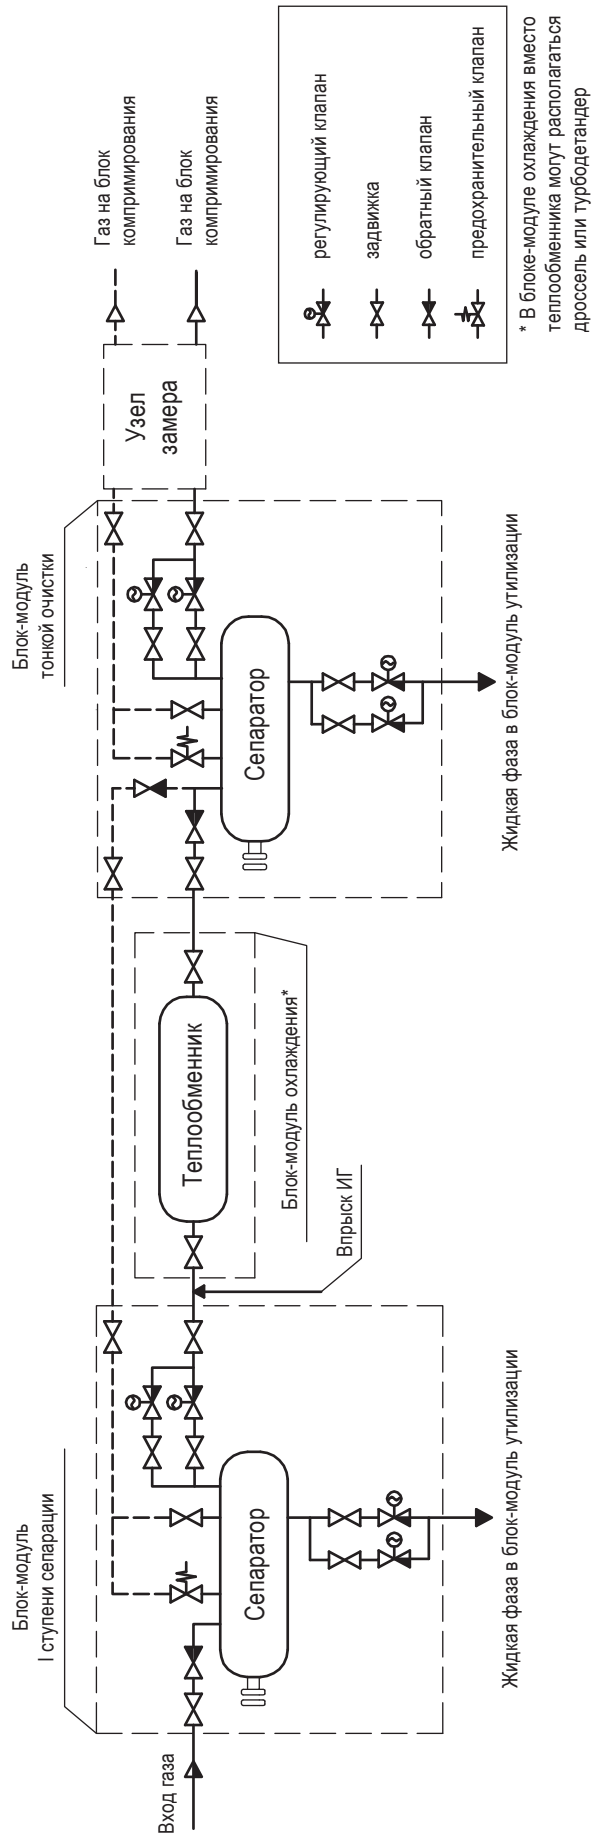 Вход газа
Блок-модуль
I ступени сепарации
Сепаратор
Жидкая фаза в блок-модуль утилизации
Впрыск ИГ
Теплообменник
Блок-модуль охлаждения*
Блок-модуль
тонкой очистки
Сепаратор
Жидкая фаза в блок-модуль утилизации
Узел
замера
Газ на блок
компримирования
Газ на блок
компримирования
регулирующий клапан
задвижка
обратный клапан
предохранительный клапан
* В блоке-модуле охлаждения вместо
теплообменника могут располагаться
дроссель или турбодетандер